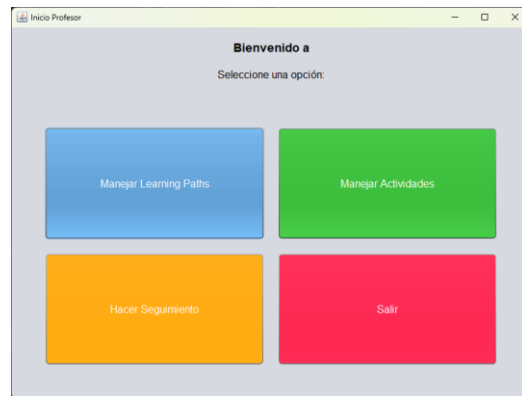 Inicio Profesor
Bienvenido a
Seleccione una opción:
Manejar Learning Paths
Manejar Actividades
Hacer Seguimiento
Salir